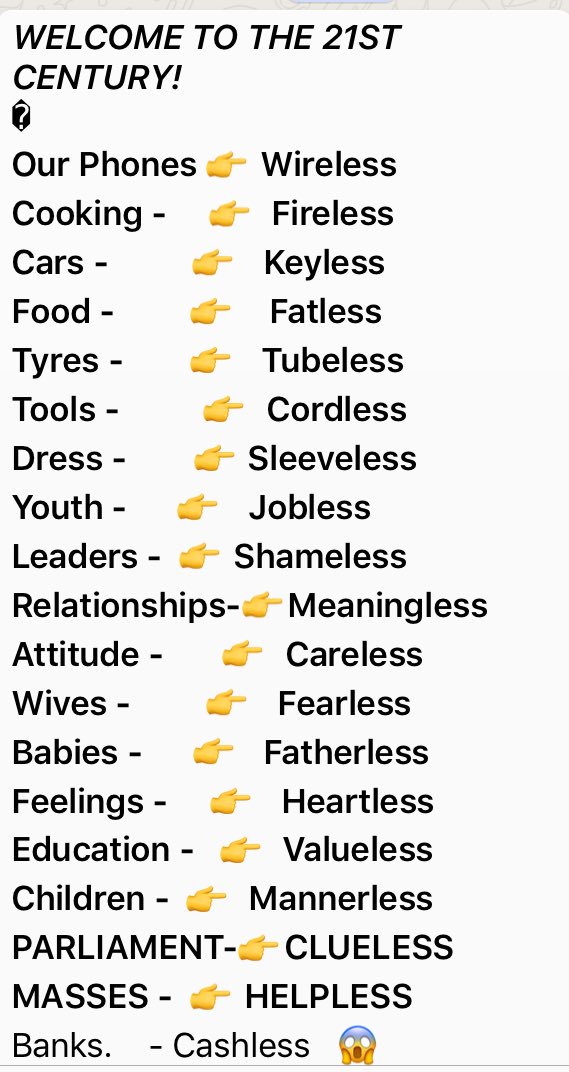 WELCOME TO THE 21ST
CENTURY!
�
Our Phones 👉 Wireless
Cooking - 👉 Fireless
Cars - 👉 Keyless
Food - 👉 Fatless
Tyres - 👉 Tubeless
Tools - 👉 Cordless
Dress - 👉 Sleeveless
Youth - 👉 Jobless
Leaders - 👉 Shameless
Relationships-👉Meaningless
Attitude - 👉 Careless
Wives - 👉 Fearless
Babies - 👉 Fatherless
Feelings - 👉 Heartless
Education - 👉 Valueless
Children - 👉 Mannerless
PARLIAMENT-👉CLUELESS
MASSES - 👉 HELPLESS
Banks. - Cashless 😱